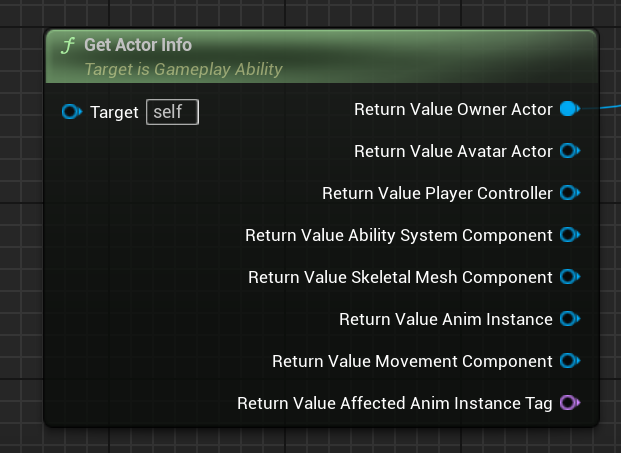 f Get Actor Info
Target is Gameplay Ability
Target self
Return Value Owner Actor
Return Value Avatar Actor
Return Value Player Controller
Return Value Ability System Component
Return Value Skeletal Mesh Component
Return Value Anim Instance
Return Value Movement Component
Return Value Affected Anim Instance Tag